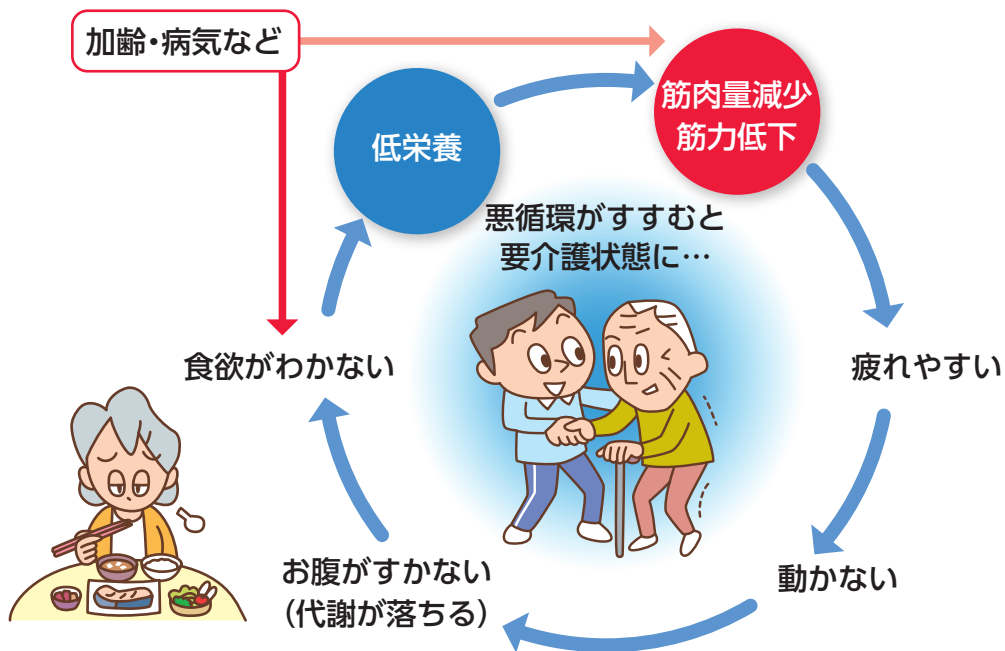 加齢・病気など
低栄養
筋肉量減少
筋力低下
悪循環がすすむと
要介護状態に…
食欲がわかない
疲れやすい
お腹がすかない
（代謝が落ちる）
動かない